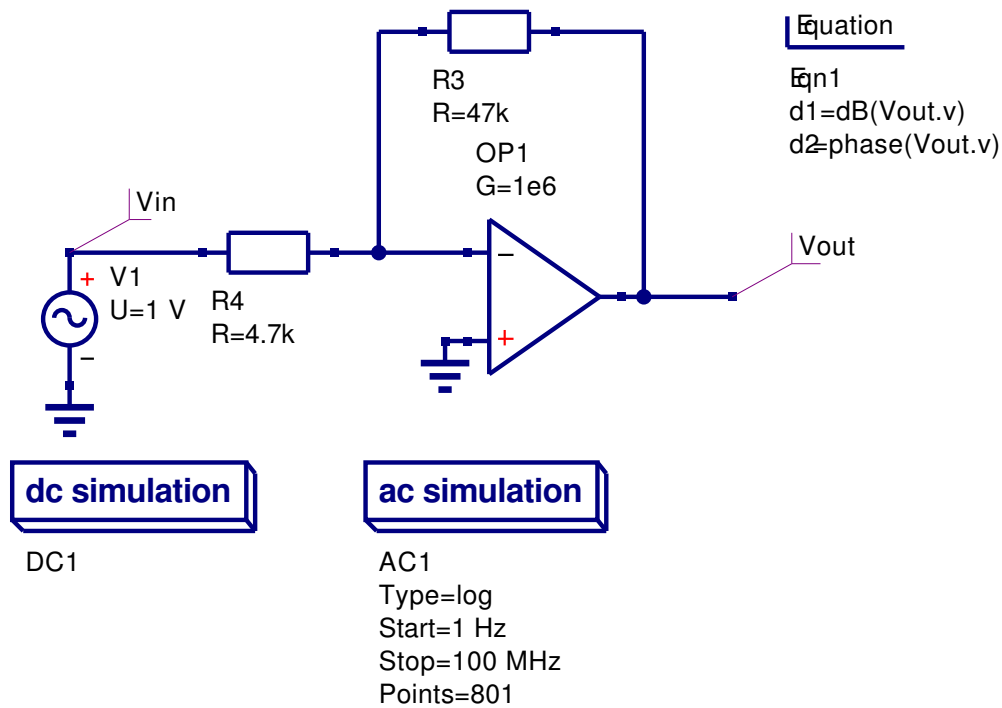 Equation
Eqn1
d1=dB(Vout.v)
d2=phase(Vout.v)
R3
R=47k
OP1
G=1e6
Vin
Vout
+
V1
U=1 V
−
R4
R=4.7k
−
+
dc simulation
DC1
ac simulation
AC1
Type=log
Start=1 Hz
Stop=100 MHz
Points=801